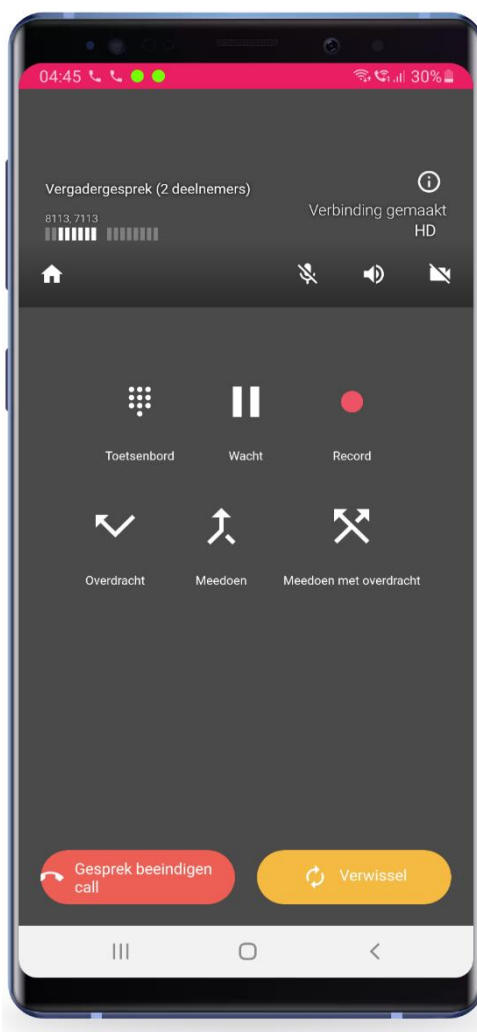 04:45 30%
Vergadergesprek (2 deelnemers)
8113, 7113
Verbinding gemaakt
HD
Toetsenbord Wacht Record
Overdracht Meedoen Meedoen met overdracht
Gesprek beeindigen
call
Verwissel